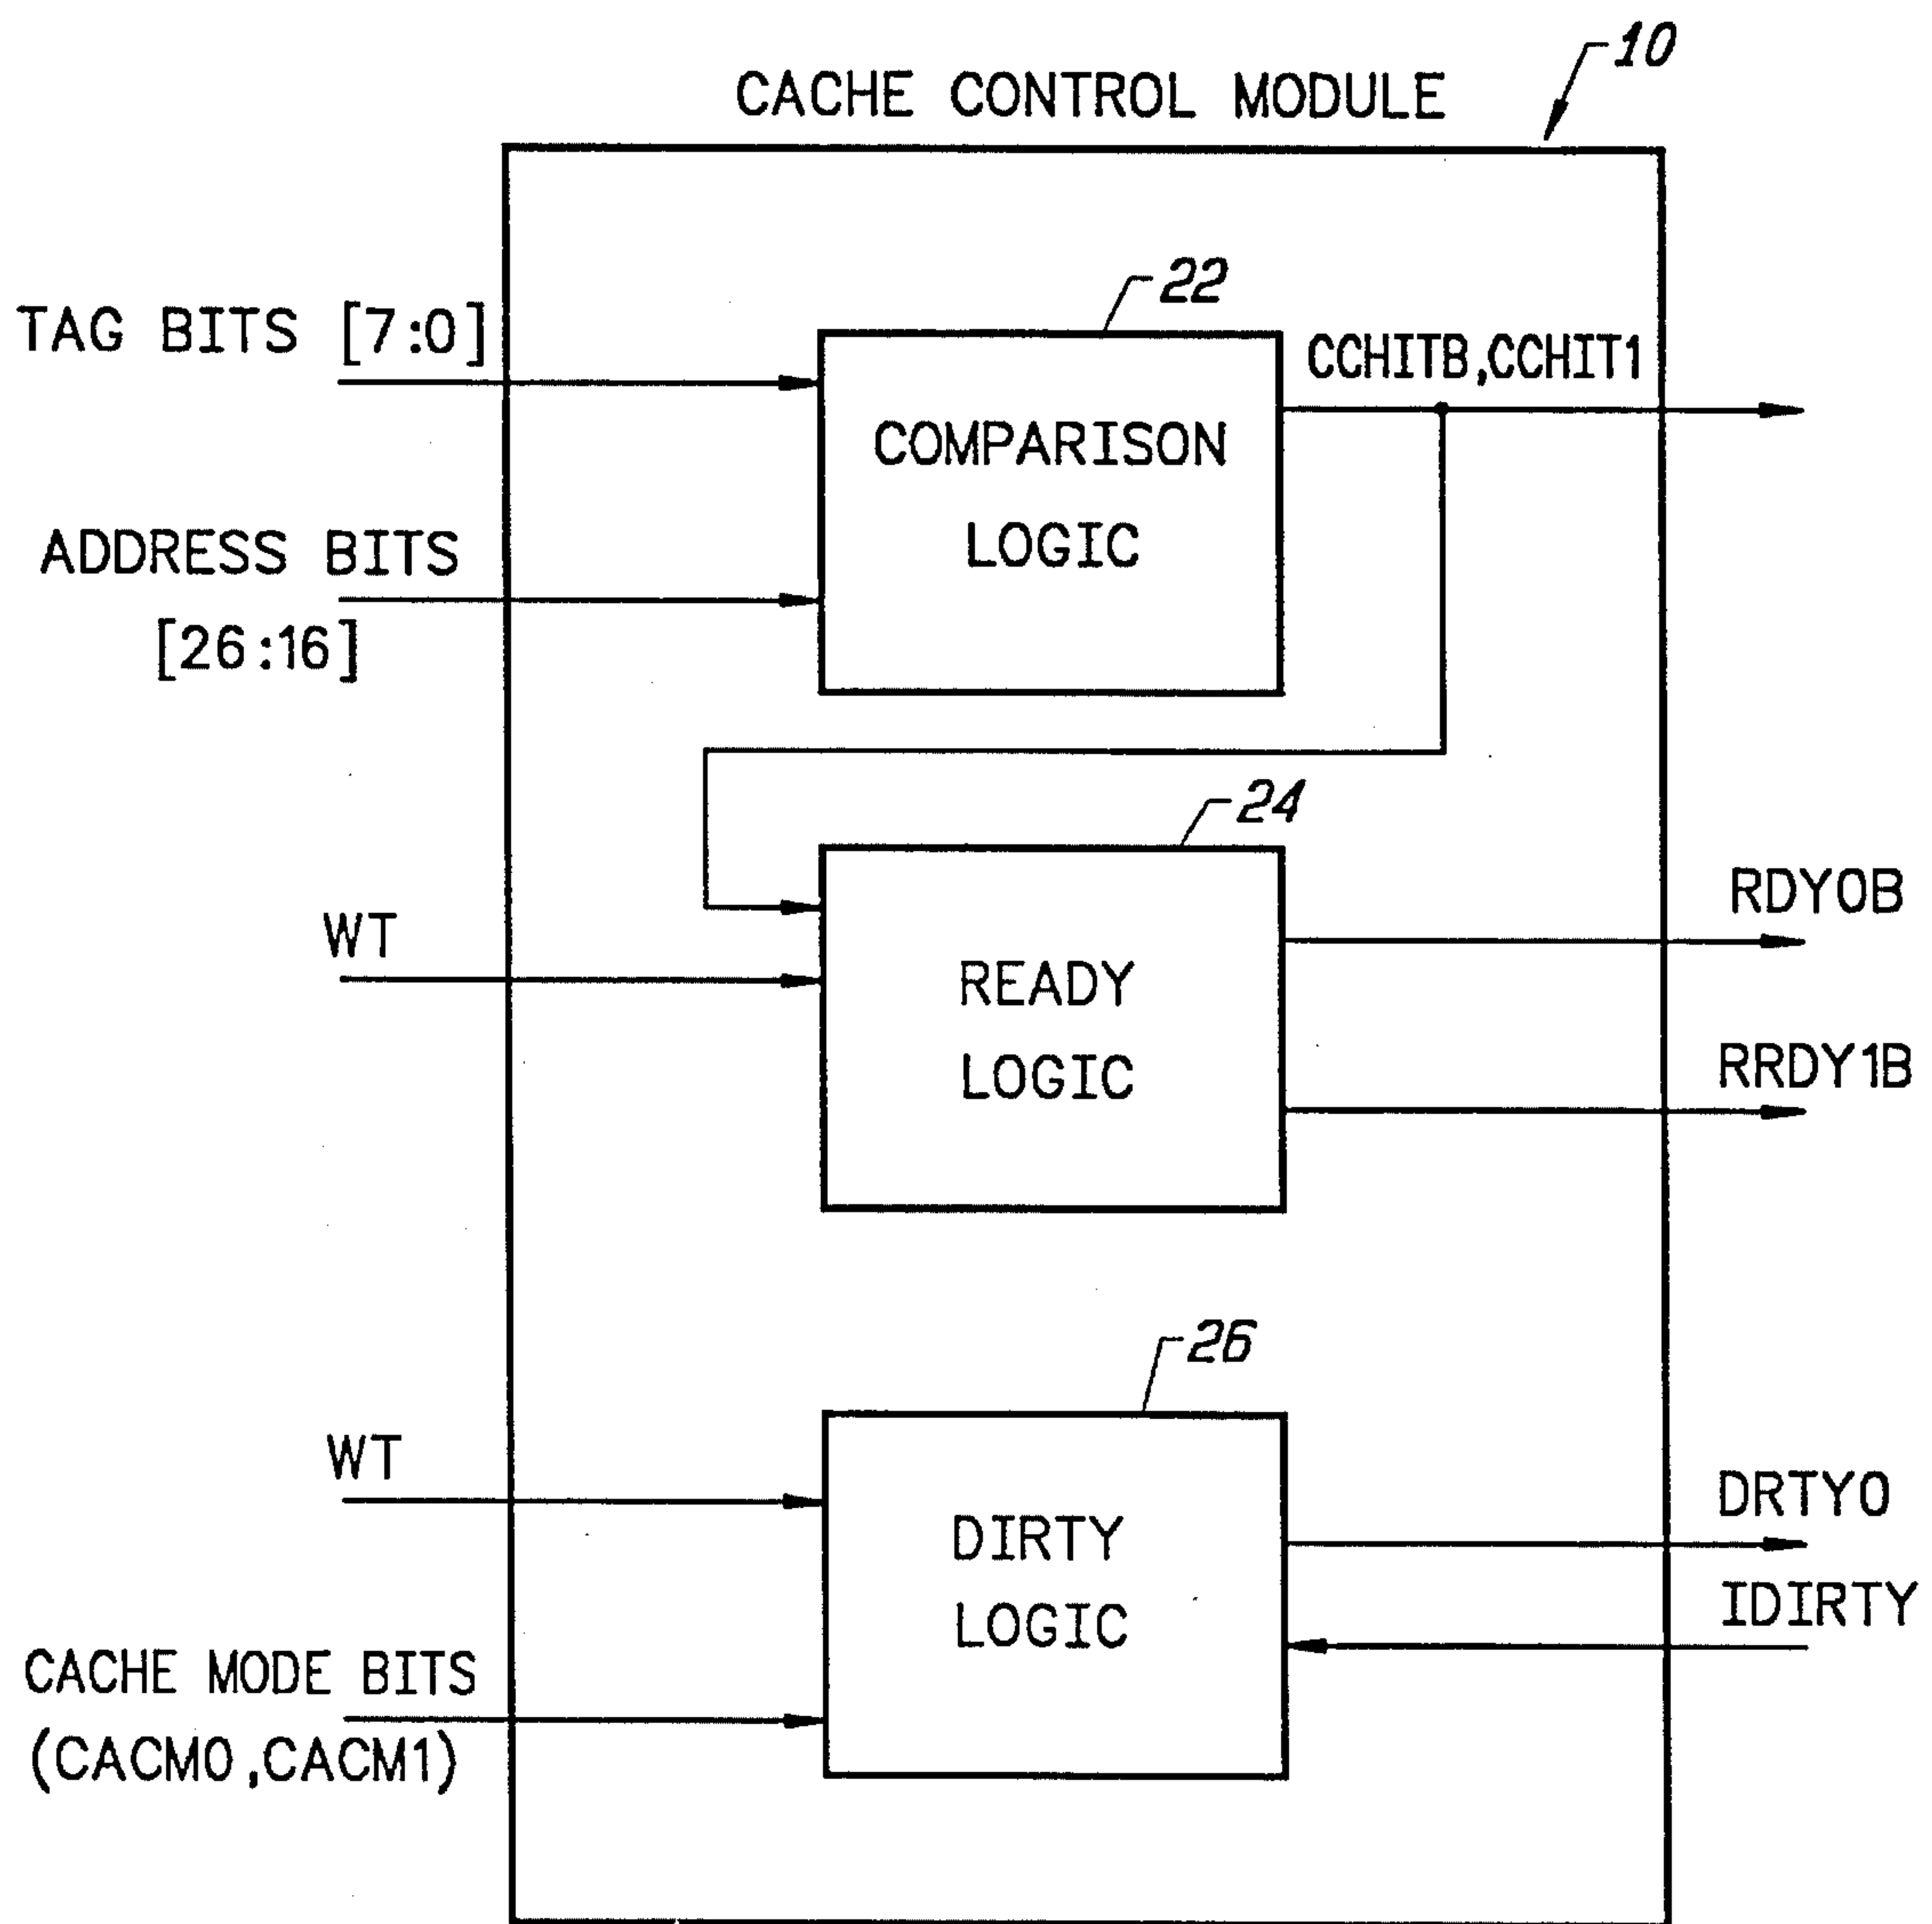 10
CACHE CONTROL MODULE
22
TAG BITS [7:0]
CCHITB,CCHIT1
COMPARISON
LOGIC
ADDRESS BITS
[26:16]
24
RDY0B
WT
READY
LOGIC
RRDY1B
26
WT
DRTY0
DIRTY
LOGIC
IDIRTY
CACHE MODE BITS
(CACM0,CACM1)